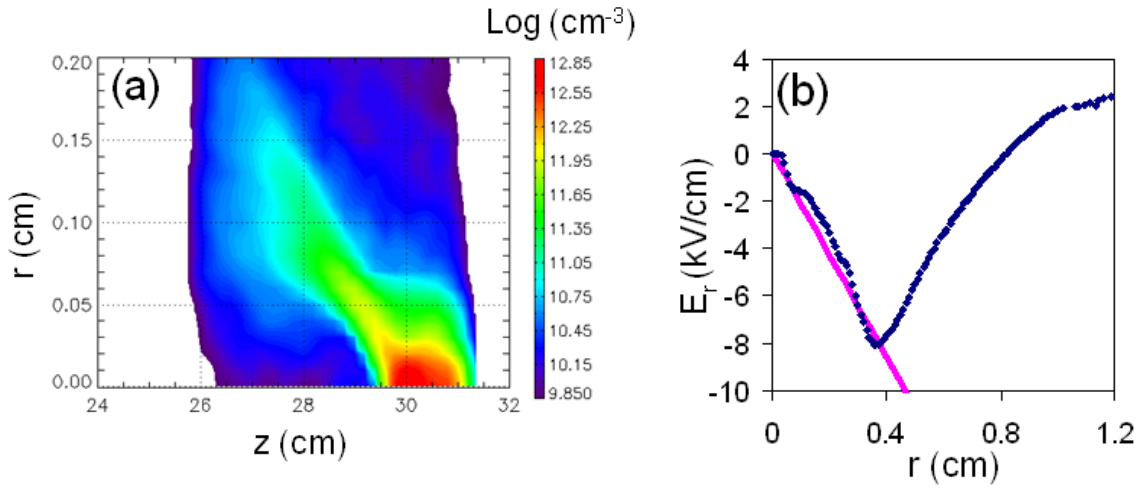 Log (cm-3)
(a)
0.20
0.15
0.10
0.05
0.00
r (cm)
24 26 28 30 32
z (cm)
12.85
12.55
12.25
11.95
11.65
11.35
11.05
10.75
10.45
10.15
9.850
(b)
4
2
0
-2
-4
-6
-8
-10
Er (kV/cm)
0 0.4 0.8 1.2
r (cm)